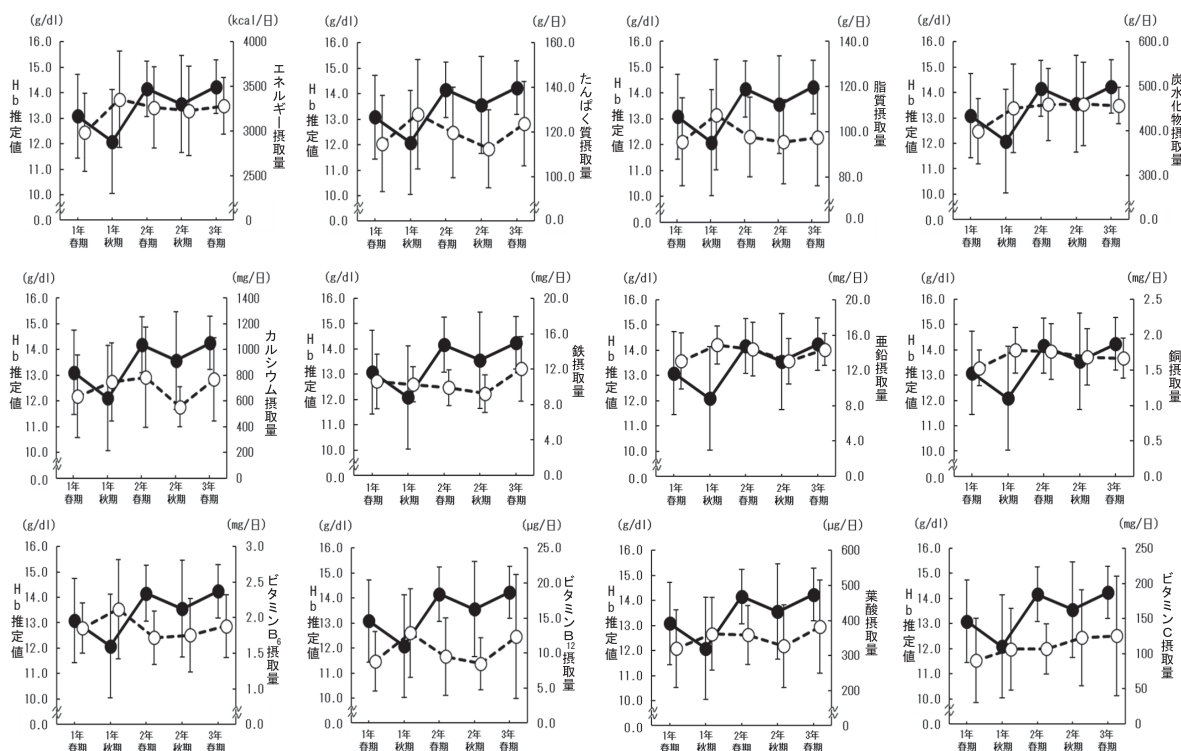 (g/dl) (kcal/日)
16.0 4000
15.0 3500
14.0
13.0 3000
12.0
11.0 2500
10.0
0.0 0
Hb推定値
エネルギー摂取量
1年春期 1年秋期 2年春期 2年秋期 3年春期
(g/dl) (g/日)
16.0 160.0
15.0 140.0
14.0
13.0 120.0
12.0
11.0 100.0
10.0
0.0 0.0
Hb推定値
たんぱく質摂取量
1年春期 1年秋期 2年春期 2年秋期 3年春期
(g/dl) (g/日)
16.0 140.0
15.0 120.0
14.0
13.0 100.0
12.0
11.0 80.0
10.0
0.0 0.0
Hb推定値
脂質摂取量
1年春期 1年秋期 2年春期 2年秋期 3年春期
(g/dl) (g/日)
16.0 600.0
15.0 500.0
14.0
13.0 400.0
12.0
11.0 300.0
10.0
0.0 0.0
Hb推定値
炭水化物摂取量
1年春期 1年秋期 2年春期 2年秋期 3年春期
(g/dl) (mg/日)
16.0 1400
15.0 1200
14.0 1000
13.0 800
12.0 600
11.0 400
10.0 200
0.0 0
Hb推定値
カルシウム摂取量
1年春期 1年秋期 2年春期 2年秋期 3年春期
(g/dl) (mg/日)
16.0 20.0
15.0 16.0
14.0
13.0 12.0
12.0 8.0
11.0 4.0
10.0
0.0 0.0
Hb推定値
鉄摂取量
1年春期 1年秋期 2年春期 2年秋期 3年春期
(g/dl) (mg/日)
16.0 20.0
15.0 16.0
14.0
13.0 12.0
12.0 8.0
11.0 4.0
10.0
0.0 0.0
Hb推定値
亜鉛摂取量
1年春期 1年秋期 2年春期 2年秋期 3年春期
(g/dl) (mg/日)
16.0 2.5
15.0 2.0
14.0
13.0 1.5
12.0 1.0
11.0 0.5
10.0
0.0 0.0
Hb推定値
銅摂取量
1年春期 1年秋期 2年春期 2年秋期 3年春期
(g/dl) (mg/日)
16.0 3.0
15.0 2.5
14.0 2.0
13.0 1.5
12.0
11.0 1.0
10.0 0.5
0.0 0.0
Hb推定値
ビタミンB₆摂取量
1年春期 1年秋期 2年春期 2年秋期 3年春期
(g/dl) (μg/日)
16.0 25.0
15.0 20.0
14.0
13.0 15.0
12.0 10.0
11.0 5.0
10.0
0.0 0.0
Hb推定値
ビタミンB₁₂摂取量
1年春期 1年秋期 2年春期 2年秋期 3年春期
(g/dl) (μg/日)
16.0 600
15.0 500
14.0 400
13.0
12.0 300
11.0 200
10.0
0.0 0
Hb推定値
葉酸摂取量
1年春期 1年秋期 2年春期 2年秋期 3年春期
(g/dl) (mg/日)
16.0 250
15.0 200
14.0
13.0 150
12.0 100
11.0 50
10.0
0.0 0
Hb推定値
ビタミンC摂取量
1年春期 1年秋期 2年春期 2年秋期 3年春期